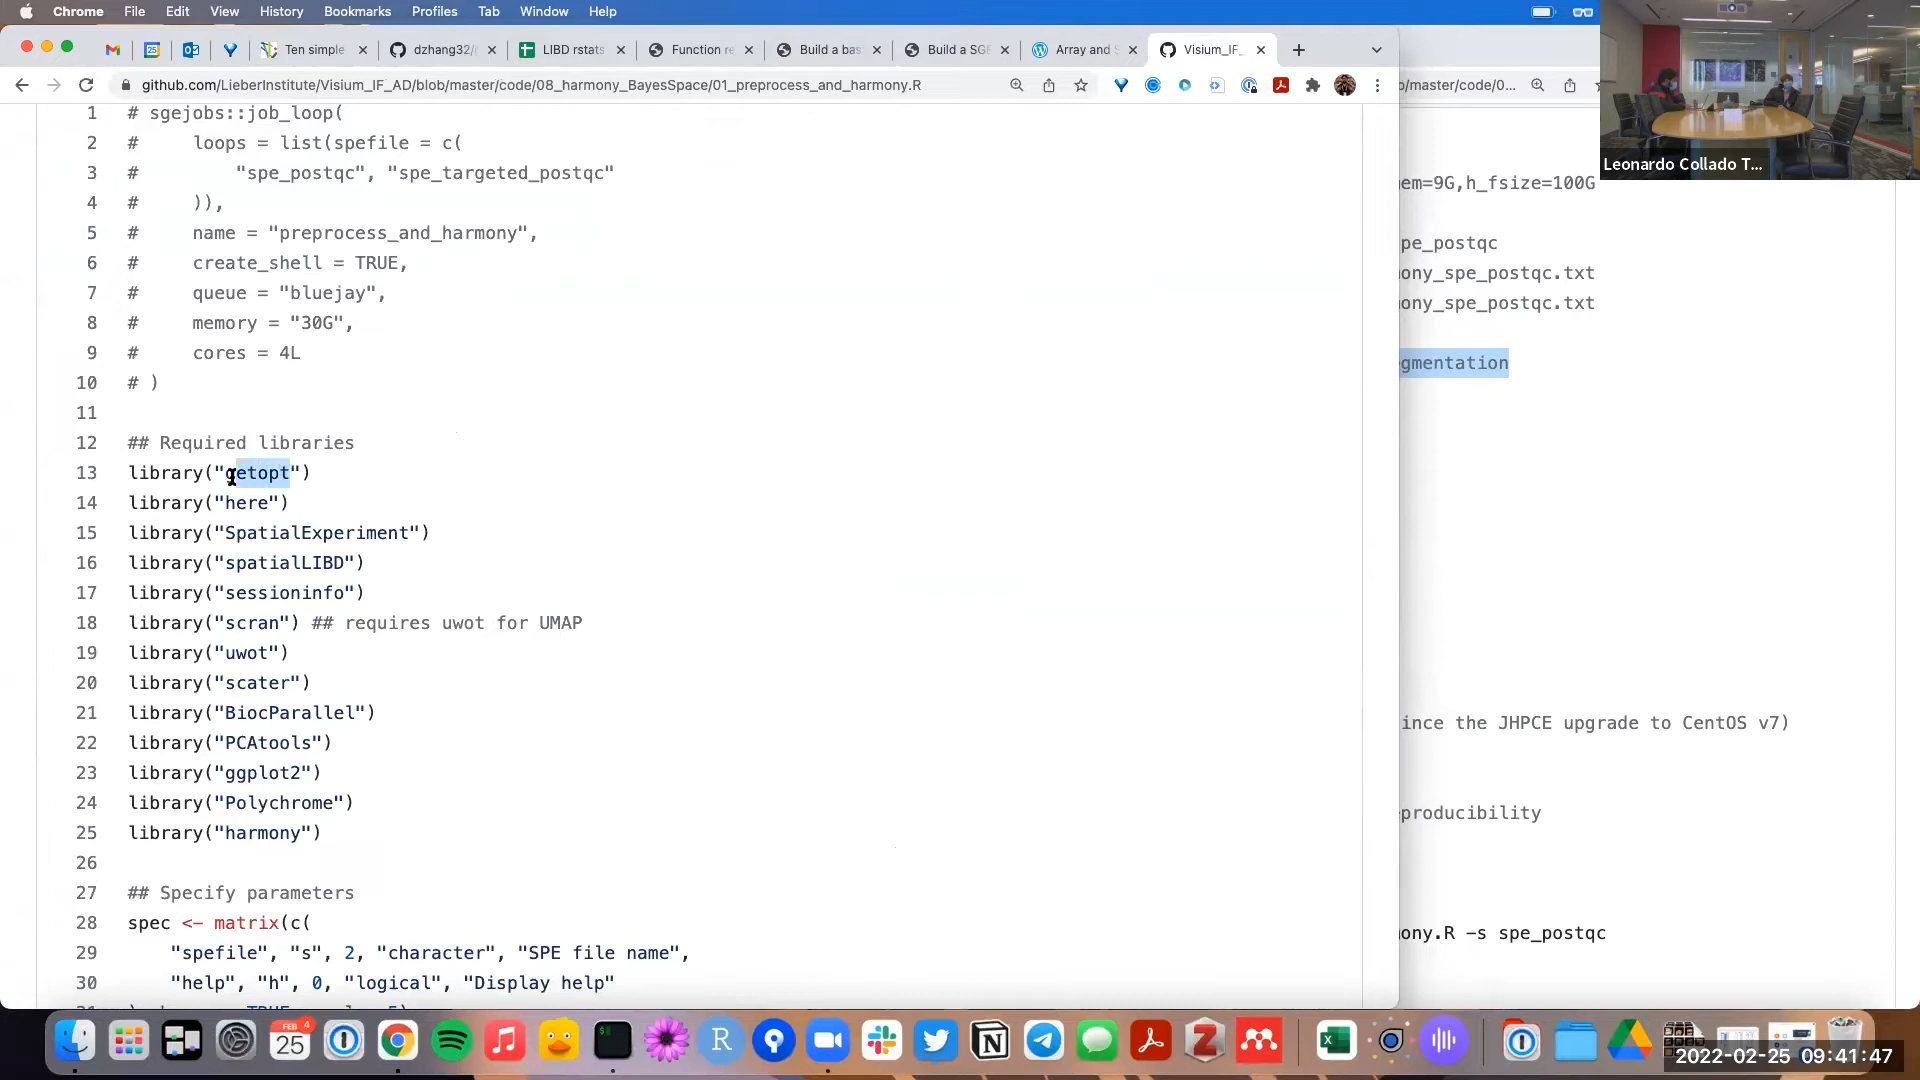 Chrome File Edit View History Bookmarks Profiles Tab Window Help
Ten simple
dzhang32/
LIBD rstats
Function re
Build a bas
Build a SGE
Array and S
Visium_IF_
github.com/LieberInstitute/Visium_IF_AD/blob/master/code/08_harmony_BayesSpace/01_preprocess_and_harmony.R
b/master/code/0...
Leonardo Collado T...
1 # sgejobs::job_loop(
2 #     loops = list(spefile = c(
3 #         "spe_postqc", "spe_targeted_postqc"
4 #     )),
5 #     name = "preprocess_and_harmony",
6 #     create_shell = TRUE,
7 #     queue = "bluejay",
8 #     memory = "30G",
9 #     cores = 4L
10 # )
11
12 ## Required libraries
13 library("getopt")
14 library("here")
15 library("SpatialExperiment")
16 library("spatialLIBD")
17 library("sessioninfo")
18 library("scran") ## requires uwot for UMAP
19 library("uwot")
20 library("scater")
21 library("BiocParallel")
22 library("PCAtools")
23 library("ggplot2")
24 library("Polychrome")
25 library("harmony")
26
27 ## Specify parameters
28 spec <- matrix(c(
29     "spefile", "s", 2, "character", "SPE file name",
30     "help", "h", 0, "logical", "Display help"
em=9G,h_fsize=100G
pe_postqc
ony_spe_postqc.txt
ony_spe_postqc.txt
gmentation
ince the JHPCE upgrade to CentOS v7)
producibility
ony.R -s spe_postqc
FEB 4
25
2022-02-25 09:41:47